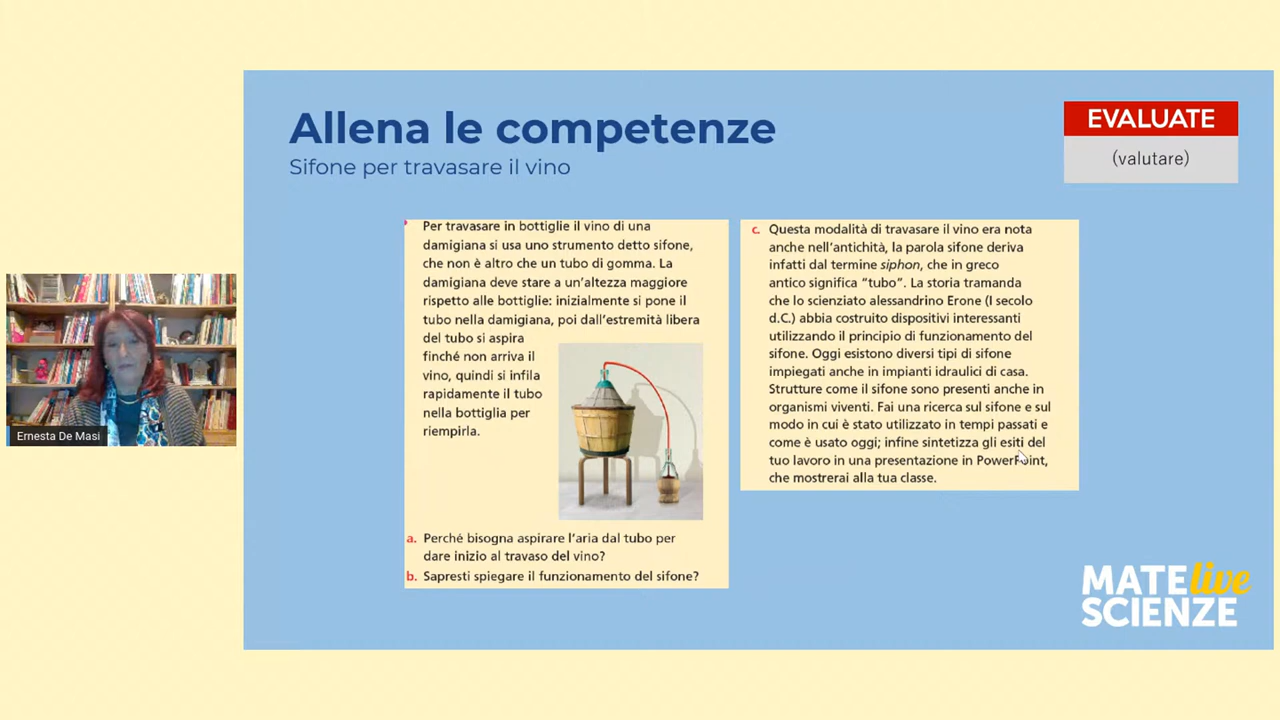 Allena le competenze
Sifone per travasare il vino
EVALUATE
(valutare)
Per travasare in bottiglie il vino di una
damigiana si usa uno strumento detto sifone,
che non è altro che un tubo di gomma. La
damigiana deve stare a un'altezza maggiore
rispetto alle bottiglie: inizialmente si pone il
tubo nella damigiana, poi dall'estremità libera
del tubo si aspira
finché non arriva il
vino, quindi si infila
rapidamente il tubo
nella bottiglia per
riempirla.
a. Perché bisogna aspirare l'aria dal tubo per
dare inizio al travaso del vino?
b. Sapresti spiegare il funzionamento del sifone?
c. Questa modalità di travasare il vino era nota
anche nell'antichità, la parola sifone deriva
infatti dal termine siphon, che in greco
antico significa "tubo". La storia tramanda
che lo scienziato alessandrino Erone (I secolo
d.C.) abbia costruito dispositivi interessanti
utilizzando il principio di funzionamento del
sifone. Oggi esistono diversi tipi di sifone
impiegati anche in impianti idraulici di casa.
Strutture come il sifone sono presenti anche in
organismi viventi. Fai una ricerca sul sifone e sul
modo in cui è stato utilizzato in tempi passati e
come è usato oggi; infine sintetizza gli esiti del
tuo lavoro in una presentazione in PowerPoint,
che mostrerai alla tua classe.
Ernesta De Masi
MATE live
SCIENZE